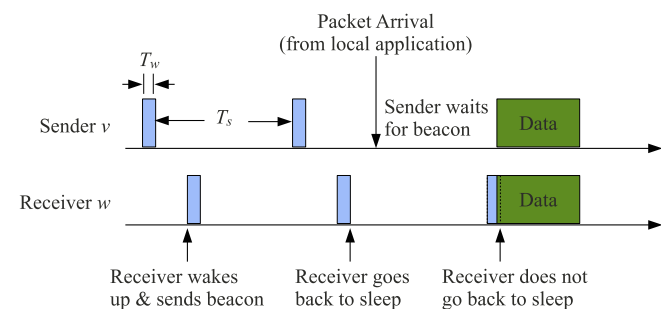 Packet Arrival
(from local application)
T_w
Sender v
T_s
Sender waits
for beacon
Data
Receiver w
Data
Receiver wakes
up & sends beacon
Receiver goes
back to sleep
Receiver does not
go back to sleep